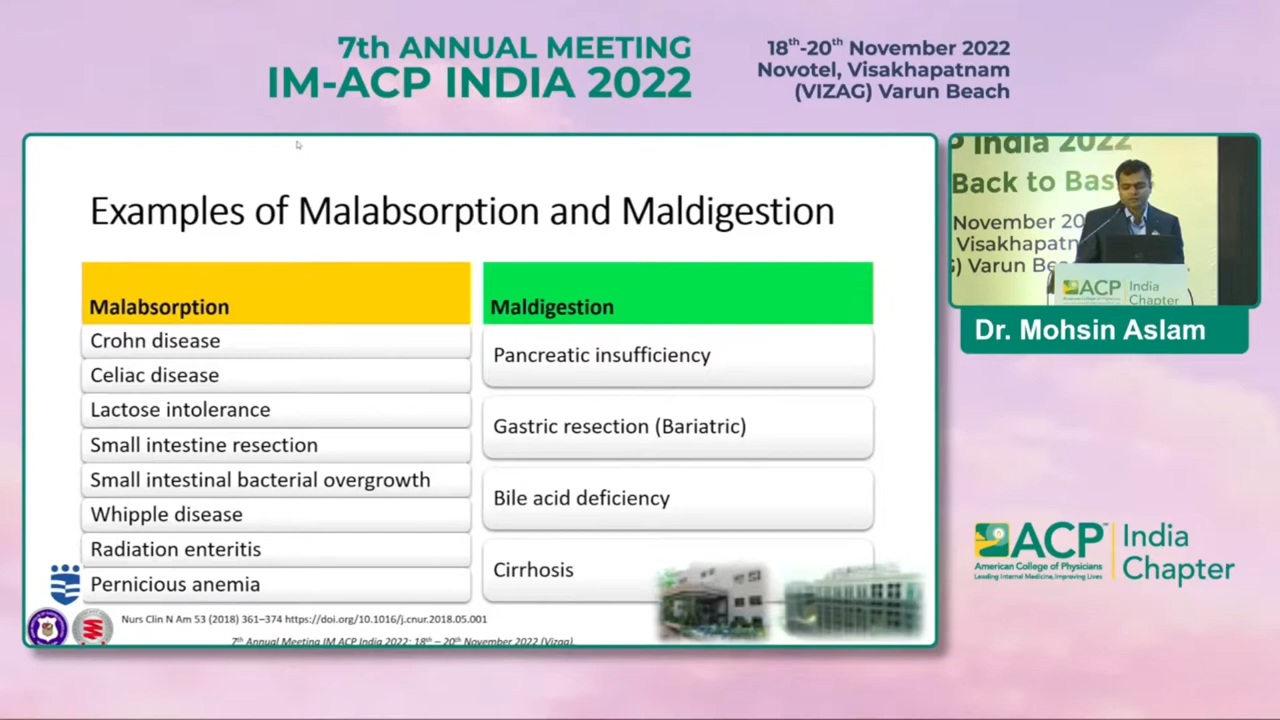 7th ANNUAL MEETING
IM-ACP INDIA 2022
18th-20th November 2022
Novotel, Visakhapatnam
(VIZAG) Varun Beach
Examples of Malabsorption and Maldigestion
Malabsorption
Crohn disease
Celiac disease
Lactose intolerance
Small intestine resection
Small intestinal bacterial overgrowth
Whipple disease
Radiation enteritis
Pernicious anemia
Maldigestion
Pancreatic insufficiency
Gastric resection (Bariatric)
Bile acid deficiency
Cirrhosis
Nurs Clin N Am 53 (2018) 361–374 https://doi.org/10.1016/j.cnur.2018.05.001
7th Annual Meeting IM ACP India 2022: 18th – 20th November 2022 (Vizag).
P India 2022
Back to Bas
November 20
Visakhapatn
) Varun Be
ACP
India
Chapter
Dr. Mohsin Aslam
ACP
American College of Physicians
Leading Internal Medicine, Improving Lives
India
Chapter